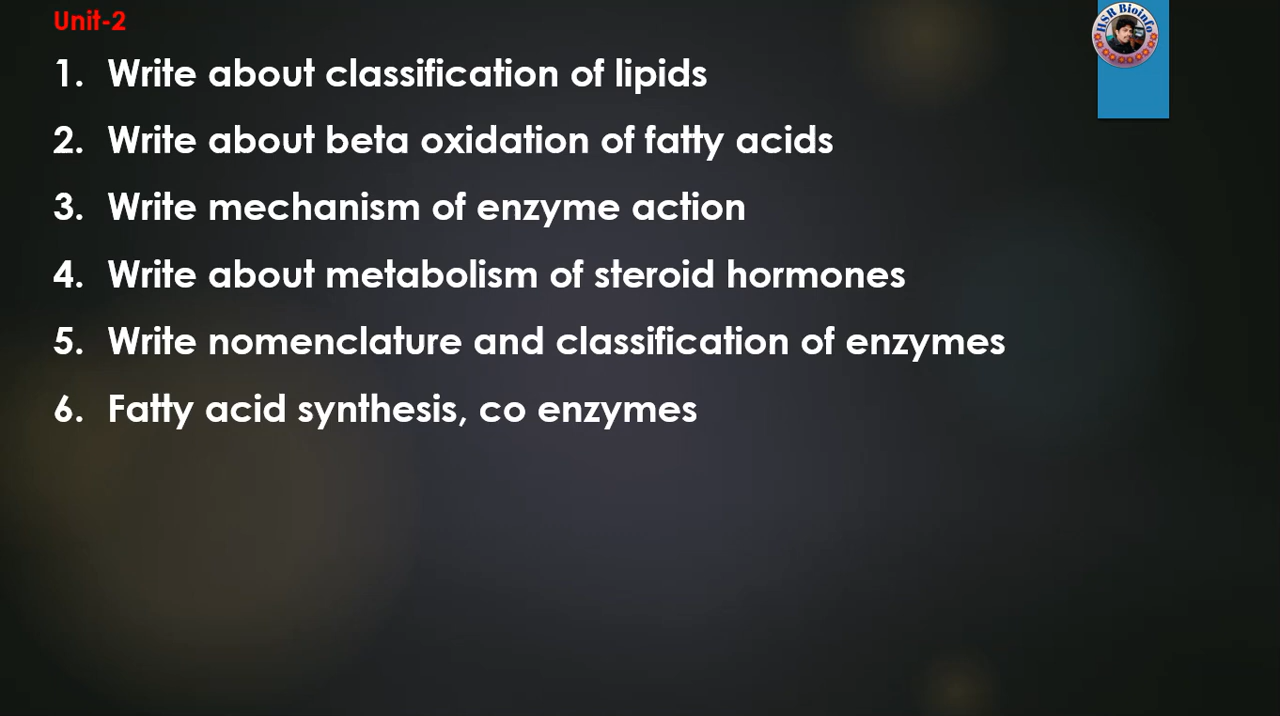 Unit-2
HSR Bioinfo
1. Write about classification of lipids
2. Write about beta oxidation of fatty acids
3. Write mechanism of enzyme action
4. Write about metabolism of steroid hormones
5. Write nomenclature and classification of enzymes
6. Fatty acid synthesis, co enzymes